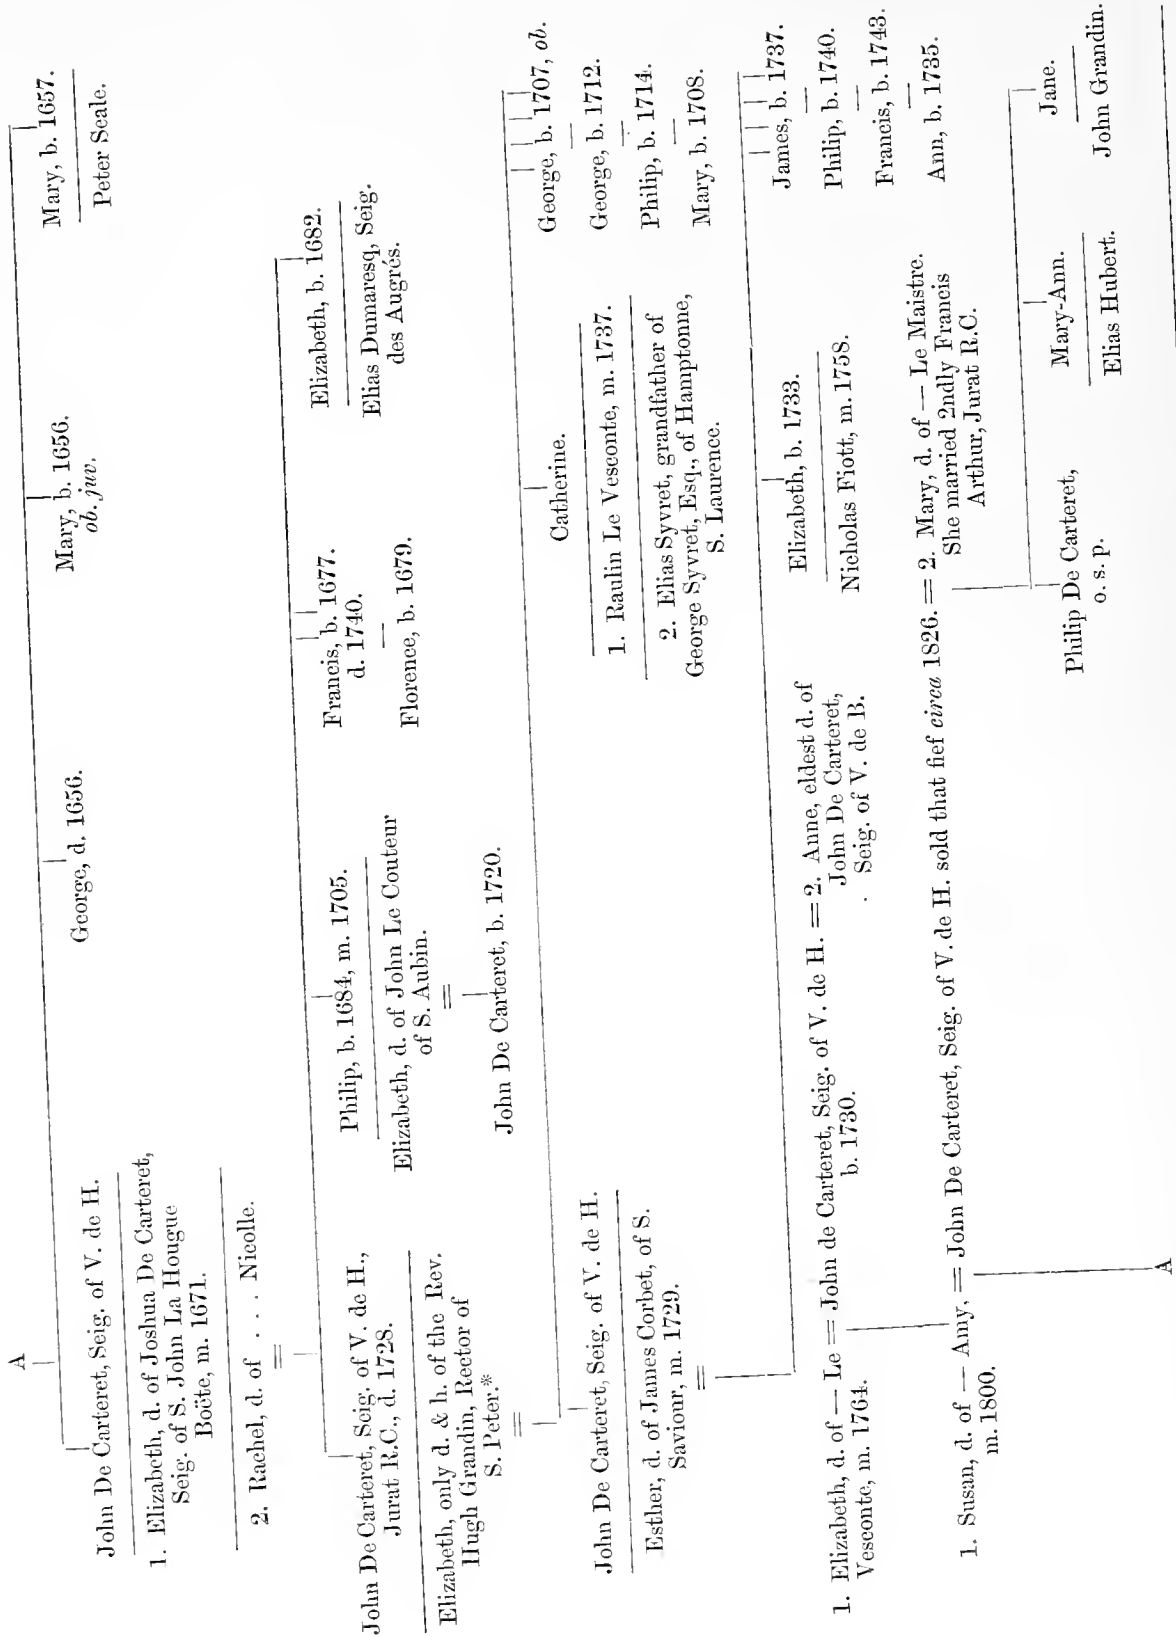 A
John De Carteret, Seig. of V. de H.
1. Elizabeth, d. of Joshua De Carteret,
Seig. of S. John La Hougue
Boëte, m. 1671.
2. Rachel, d. of . . . Nicolle.
=
George, d. 1656.
Mary, b. 1656.
ob. juv.
Mary, b. 1657.
Peter Seale.
John De Carteret, Seig. of V. de H.,
Jurat R.C., d. 1728.
Elizabeth, only d. & h. of the Rev.
Hugh Grandin, Rector of
S. Peter.*
=
Philip, b. 1684, m. 1705.
Elizabeth, d. of John Le Couteur
of S. Aubin.
=
John De Carteret, b. 1720.
Francis, b. 1677.
d. 1740.
Florence, b. 1679.
Elizabeth, b. 1682.
Elias Dumaresq, Seig.
des Augrés.
John De Carteret, Seig. of V. de H.
Esther, d. of James Corbet, of S.
Saviour, m. 1729.
=
Catherine.
1. Raulin Le Vesconte, m. 1737.
2. Elias Syvret, grandfather of
George Syvret, Esq., of Hamptonne,
S. Laurence.
George, b. 1707, ob.
George, b. 1712.
Philip, b. 1714.
Mary, b. 1708.
1. Elizabeth, d. of — Le = John de Carteret, Seig. of V. de H. = 2. Anne, eldest d. of
Vesconte, m. 1764.
b. 1730.
John De Carteret,
Seig. of V. de B.
Elizabeth, b. 1733.
Nicholas Fiott, m. 1758.
James, b. 1737.
Philip, b. 1740.
Francis, b. 1743.
Ann, b. 1735.
1. Susan, d. of — Amy, = John De Carteret, Seig. of V. de H. sold that fief circa 1826. = 2. Mary, d. of — Le Maistre.
m. 1800.
She married 2ndly Francis
Arthur, Jurat R.C.
Philip De Carteret,
o. s. p.
Mary-Ann.
Elias Hubert.
Jane.
John Grandin.
A